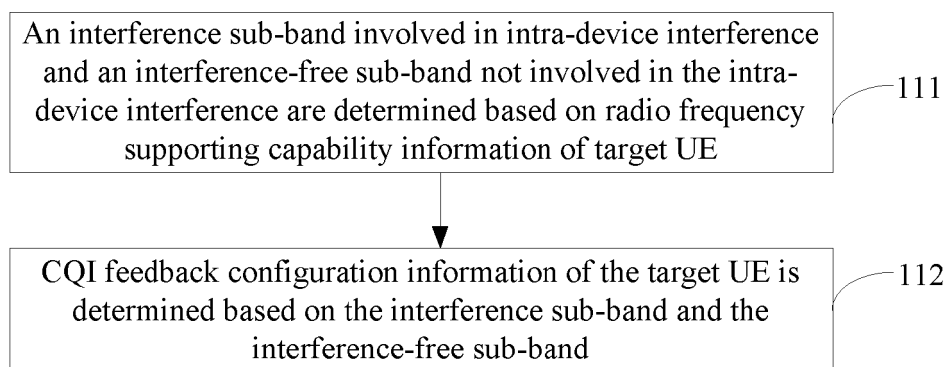 An interference sub-band involved in intra-device interference
and an interference-free sub-band not involved in the intra-
device interference are determined based on radio frequency
supporting capability information of target UE
111
CQI feedback configuration information of the target UE is
determined based on the interference sub-band and the
interference-free sub-band
112